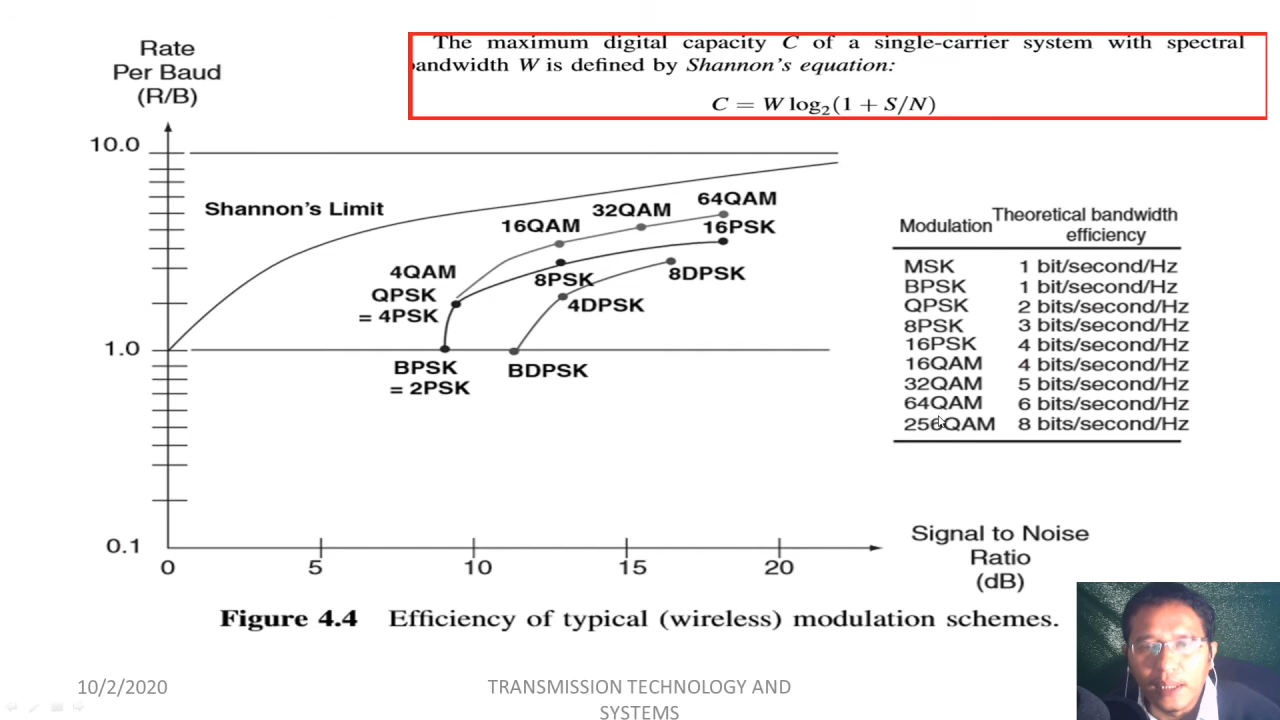 Rate
Per Baud
(R/B)
The maximum digital capacity C of a single-carrier system with spectral
bandwidth W is defined by Shannon's equation:
C = W log₂(1 + S/N)
10.0
1.0
0.1
Shannon's Limit
64QAM
32QAM
16QAM
16PSK
4QAM
QPSK
= 4PSK
8PSK
8DPSK
4DPSK
BPSK
= 2PSK
BDPSK
0
5
10
15
20
Signal to Noise
Ratio
(dB)
Modulation Theoretical bandwidth
efficiency
MSK 1 bit/second/Hz
BPSK 1 bit/second/Hz
QPSK 2 bits/second/Hz
8PSK 3 bits/second/Hz
16PSK 4 bits/second/Hz
16QAM 4 bits/second/Hz
32QAM 5 bits/second/Hz
64QAM 6 bits/second/Hz
256QAM 8 bits/second/Hz
Figure 4.4 Efficiency of typical (wireless) modulation schemes.
10/2/2020
TRANSMISSION TECHNOLOGY AND
SYSTEMS